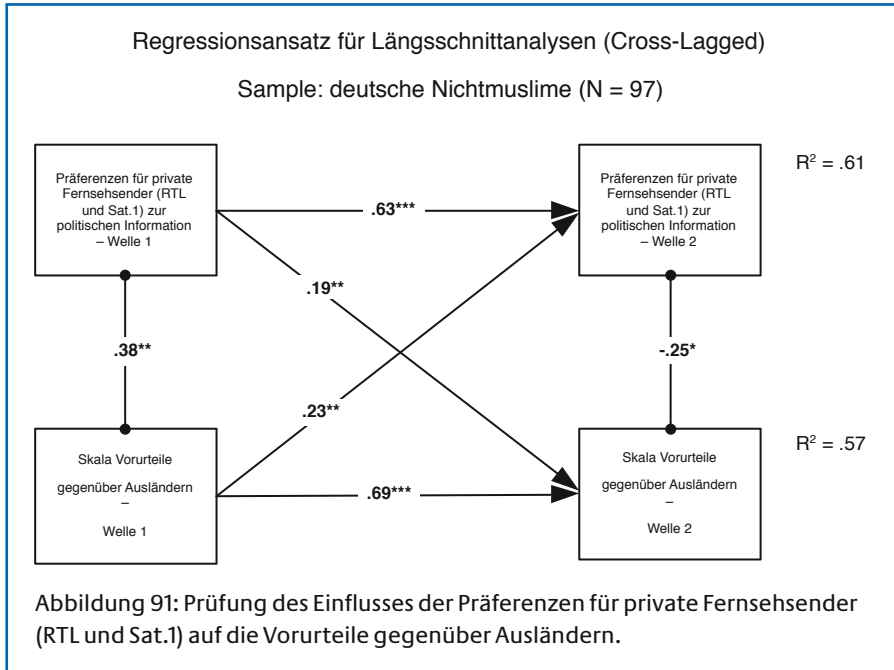 Regressionsansatz für Längsschnittanalysen (Cross-Lagged)
Sample: deutsche Nichtmuslime (N = 97)
Präferenzen für private
Fernsehsender (RTL
und Sat.1) zur
politischen Information
– Welle 1
Präferenzen für private
Fernsehsender (RTL
und Sat.1) zur
politischen Information
– Welle 2
R² = .61
.63***
.19**
.38**
-.25*
.23**
Skala Vorurteile
gegenüber Ausländern
–
Welle 1
Skala Vorurteile
gegenüber Ausländern
–
Welle 2
R² = .57
.69***
Abbildung 91: Prüfung des Einflusses der Präferenzen für private Fernsehsender
(RTL und Sat.1) auf die Vorurteile gegenüber Ausländern.